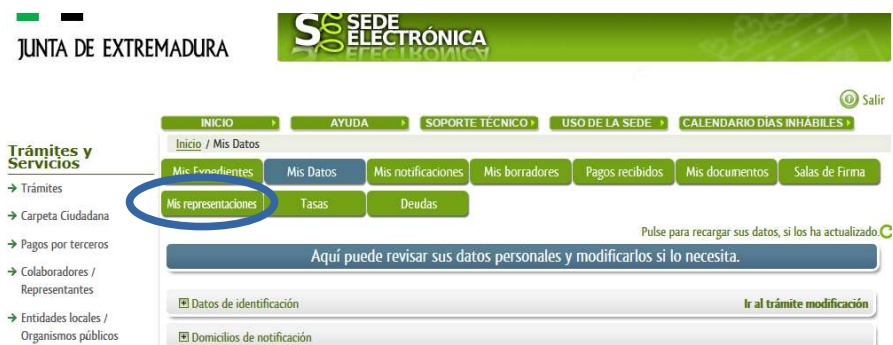 JUNTA DE EXTREMADURA
SEDE
ELECTRÓNICA
Salir
INICIO
AYUDA
SOPORTE TÉCNICO
USO DE LA SEDE
CALENDARIO DÍAS INHÁBILES
Trámites y
Servicios
Trámites
Carpeta Ciudadana
Pagos por terceros
Colaboradores /
Representantes
Entidades locales /
Organismos públicos
Inicio / Mis Datos
Mis Expedientes
Mis Datos
Mis notificaciones
Mis borradores
Pagos recibidos
Mis documentos
Salas de Firma
Mis representaciones
Tasas
Deudas
Pulse para recargar sus datos, si los ha actualizado.
Aquí puede revisar sus datos personales y modificarlos si lo necesita.
Datos de identificación
Ir al trámite modificación
Domicilios de notificación